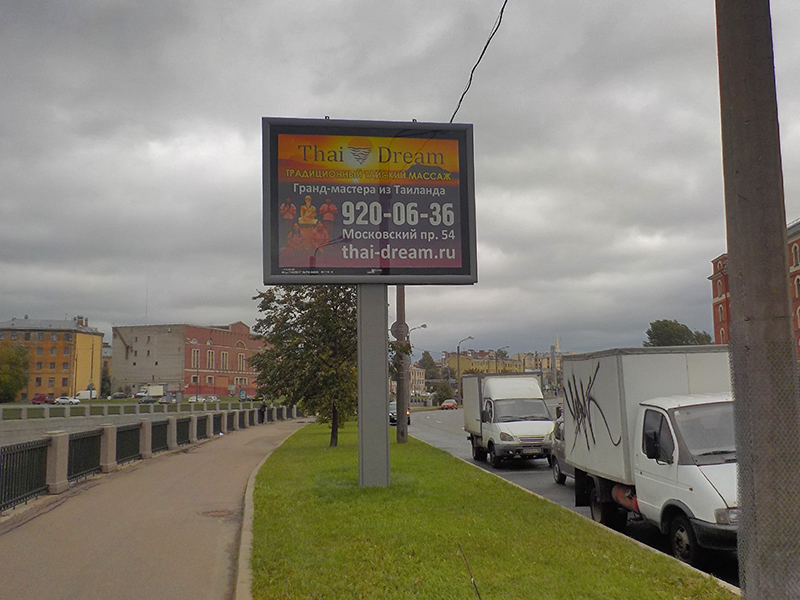 Thai Dream
ТРАДИЦИОННЫЙ ТАЙСКИЙ МАССАЖ
Гранд-мастера из Таиланда
920-06-36
Московский пр. 54
thai-dream.ru